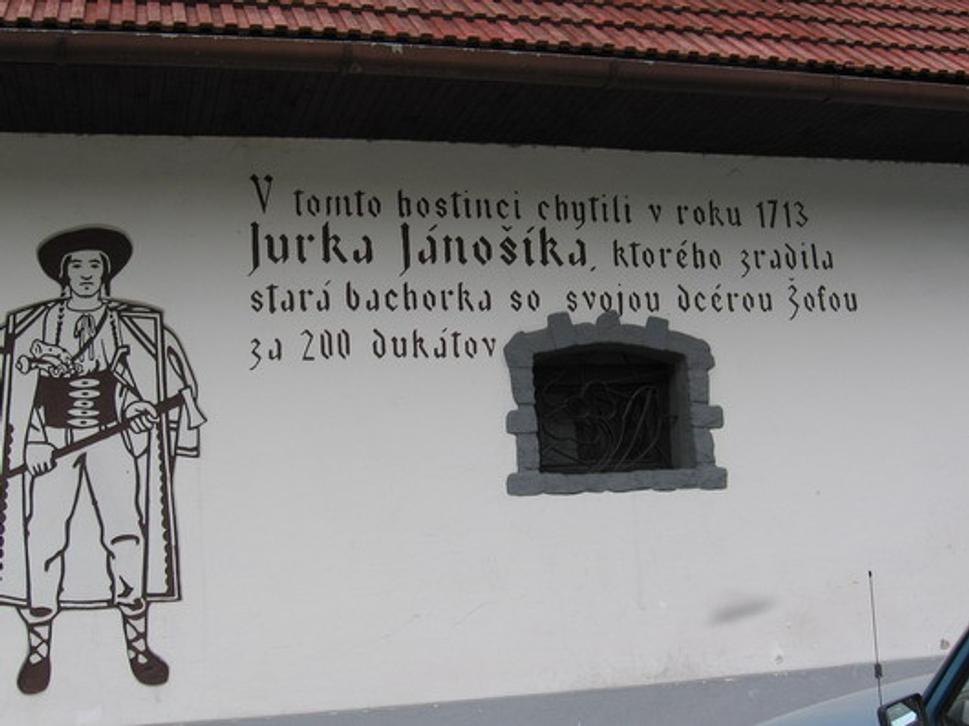 V tomto hostinci chytili v roku 1713
Jurka Jánošíka, ktorého zradila
stará bachorka so svojou dcérou Žofou
za 200 dukátov